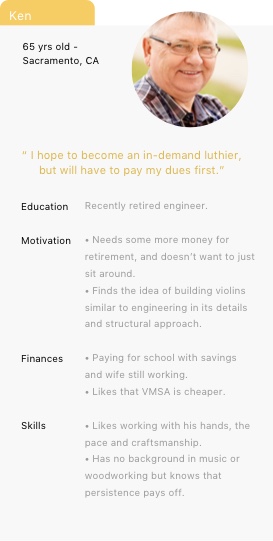 Ken
65 yrs old -
Sacramento, CA
“ I hope to become an in-demand luthier,
but will have to pay my dues first.”
Education Recently retired engineer.
Motivation • Needs some more money for
retirement, and doesn’t want to just
sit around.
• Finds the idea of building violins
similar to engineering in its details
and structural approach.
Finances • Paying for school with savings
and wife still working.
• Likes that VMSA is cheaper.
Skills • Likes working with his hands, the
pace and craftsmanship.
• Has no background in music or
woodworking but knows that
persistence pays off.